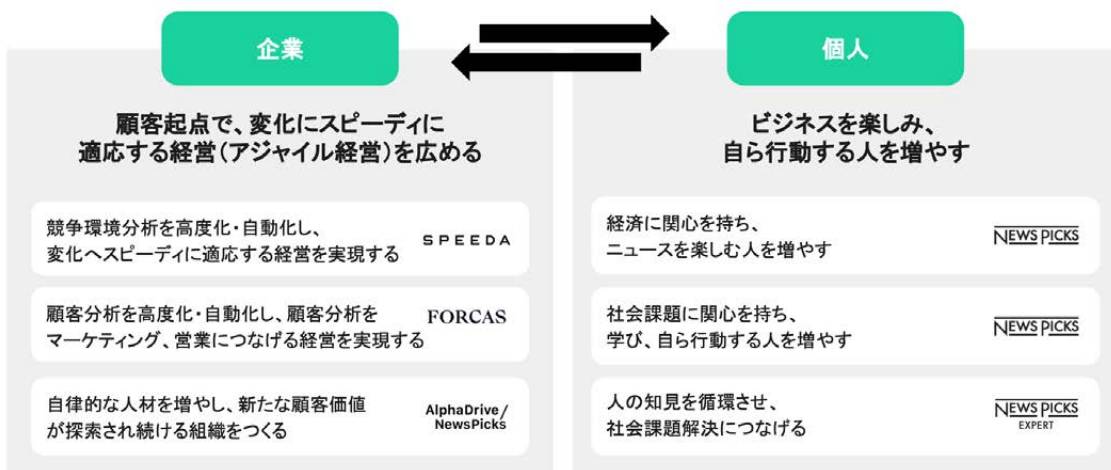 企業
顧客起点で、変化にスピーディに
適応する経営(アジャイル経営)を広める
競争環境分析を高度化・自動化し、
変化へスピーディに適応する経営を実現する
SPEEDA
顧客分析を高度化・自動化し、顧客分析を
マーケティング、営業につなげる経営を実現する
FORCAS
自律的な人材を増やし、新たな顧客価値
が探索され続ける組織をつくる
AlphaDrive/
NewsPicks
個人
ビジネスを楽しみ、
自ら行動する人を増やす
経済に関心を持ち、
ニュースを楽しむ人を増やす
NEWS PICKS
社会課題に関心を持ち、
学び、自ら行動する人を増やす
NEWS PICKS
人の知見を循環させ、
社会課題解決につなげる
NEWS PICKS
EXPERT